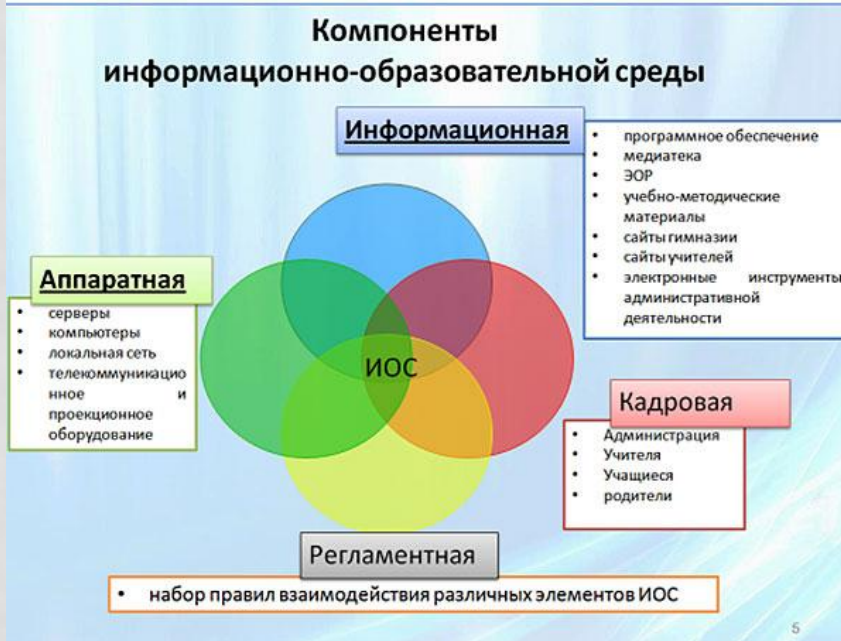 Компоненты
информационно-образовательной среды
Информационная
• программное обеспечение
• медиатека
• ЭОР
• учебно-методические
материалы
• сайты гимназии
• сайты учителей
• электронные инструменты
административной
деятельности
Аппаратная
• серверы
• компьютеры
• локальная сеть
• телекоммуникацио
нное и
проекционное
оборудование
ИОС
Кадровая
• Администрация
• Учителя
• Учащиеся
• родители
Регламентная
• набор правил взаимодействия различных элементов ИОС
5